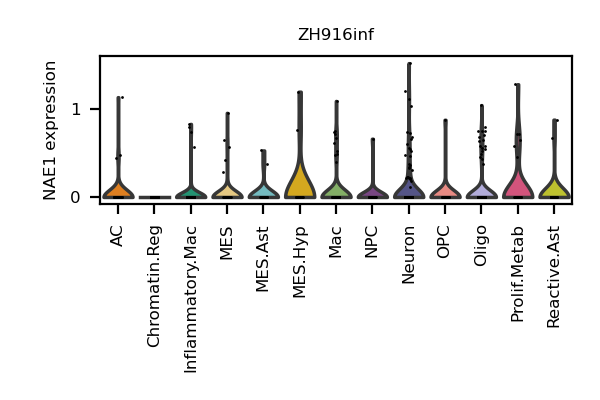 ZH916inf
NAE1 expression
1
0
AC
Chromatin.Reg
Inflammatory.Mac
MES
MES.Ast
MES.Hyp
Mac
NPC
Neuron
OPC
Oligo
Prolif.Metab
Reactive.Ast